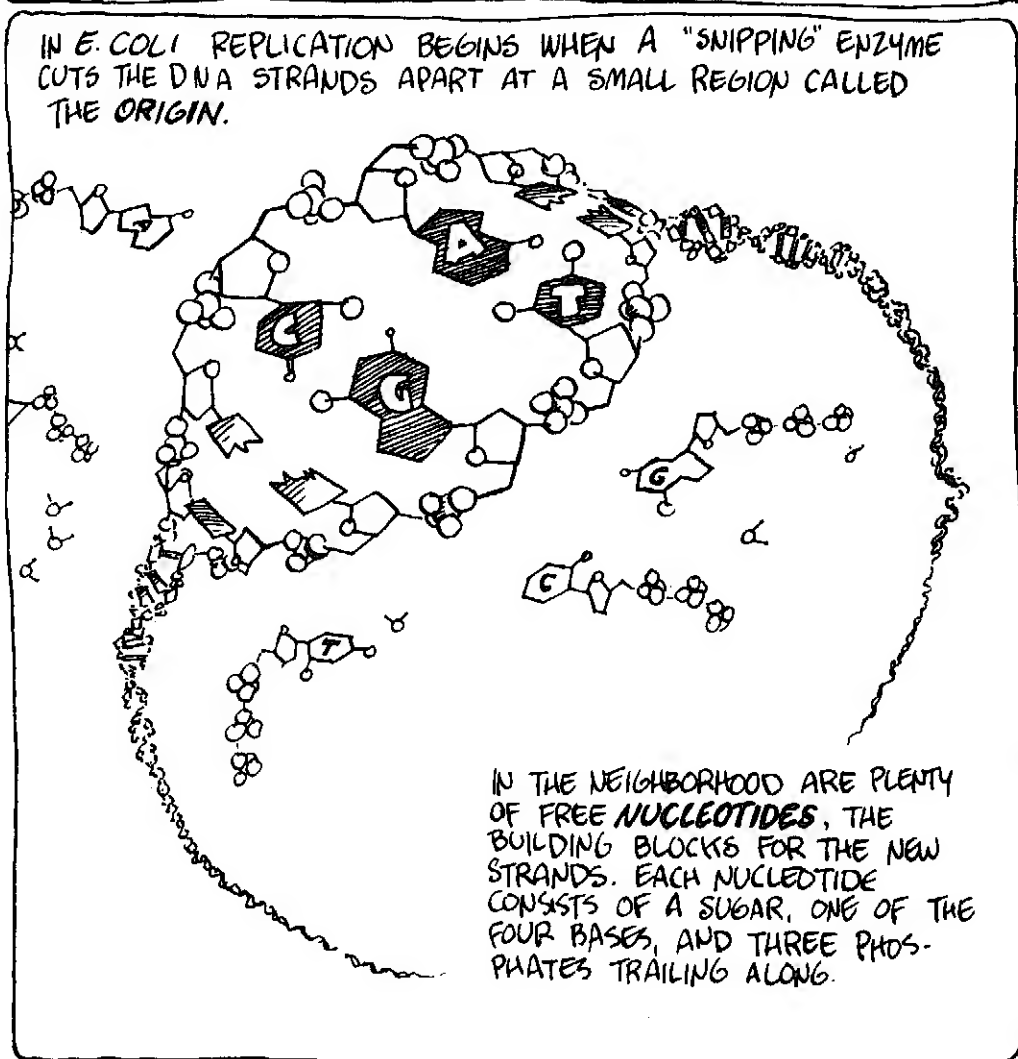 IN E. COLI REPLICATION BEGINS WHEN A "SNIPPING" ENZYME
CUTS THE DNA STRANDS APART AT A SMALL REGION CALLED
THE ORIGIN.
A
T
C
G
G
C
T
IN THE NEIGHBORHOOD ARE PLENTY
OF FREE NUCLEOTIDES, THE
BUILDING BLOCKS FOR THE NEW
STRANDS. EACH NUCLEOTIDE
CONSISTS OF A SUGAR, ONE OF THE
FOUR BASES, AND THREE PHOS-
PHATES TRAILING ALONG.